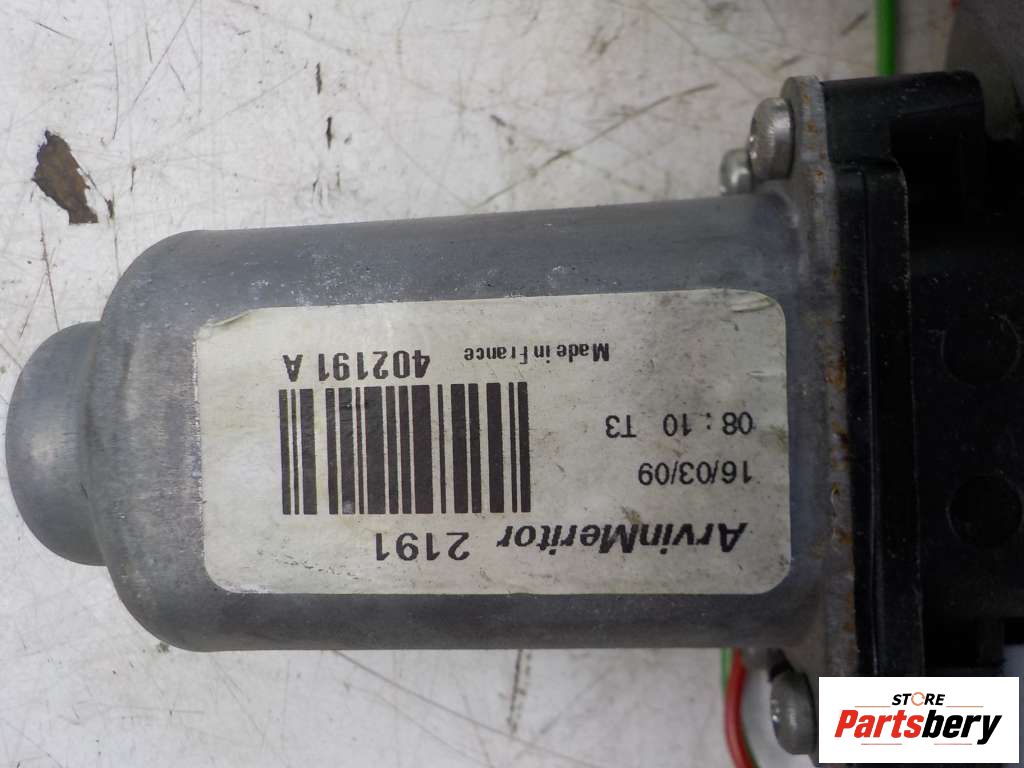 ArvinMeritor 2191
16/03/09
08 : 10 T3
Made in France
402191 A
STORE
Partsbery